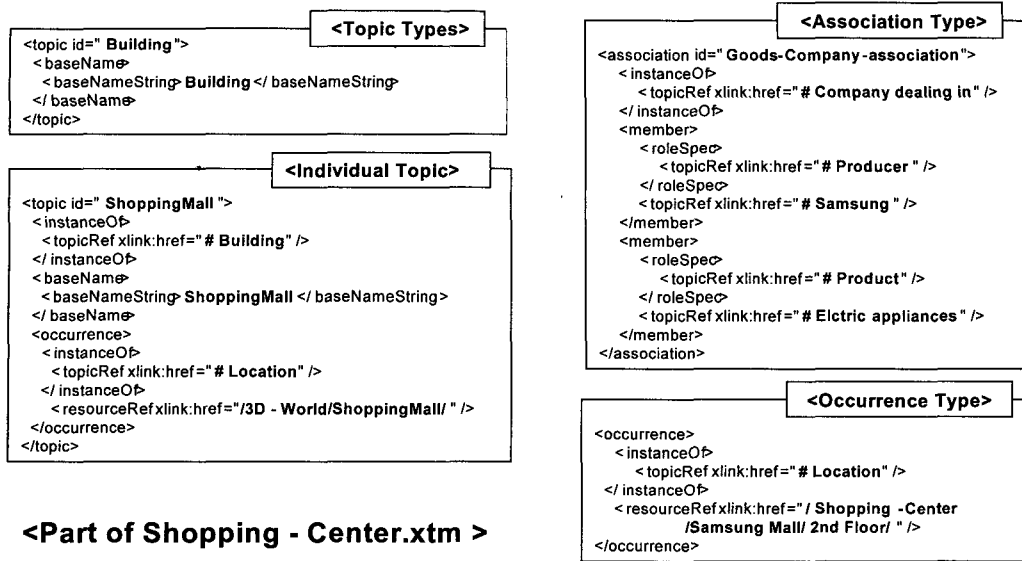 <Topic Types>
<topic id=" Building">
<baseName>
<baseNameString> Building </ baseNameString>
</ baseName>
</topic>
<Individual Topic>
<topic id=" ShoppingMall ">
<instanceOf>
<topicRef xlink:href="# Building" />
</ instanceOf>
<baseName>
<baseNameString> ShoppingMall </ baseNameString>
</ baseName>
<occurrence>
<instanceOf>
<topicRef xlink:href="# Location" />
</ instanceOf>
<resourceRef xlink:href="/3D - World/ShoppingMall/ " />
</occurrence>
</topic>
<Part of Shopping - Center.xtm >
<Association Type>
<association id=" Goods-Company-association">
<instanceOf>
<topicRef xlink:href="# Company dealing in" />
</ instanceOf>
<member>
<roleSpec>
<topicRef xlink:href="# Producer " />
</ roleSpec>
<topicRef xlink:href="# Samsung " />
</member>
<member>
<roleSpec>
<topicRef xlink:href="# Product" />
</ roleSpec>
<topicRef xlink:href="# Elctric appliances" />
</member>
</association>
<Occurrence Type>
<occurrence>
<instanceOf>
<topicRef xlink:href="# Location" />
</ instanceOf>
<resourceRef xlink:href="/ Shopping -Center
/Samsung Mall/ 2nd Floor/ " />
</occurrence>